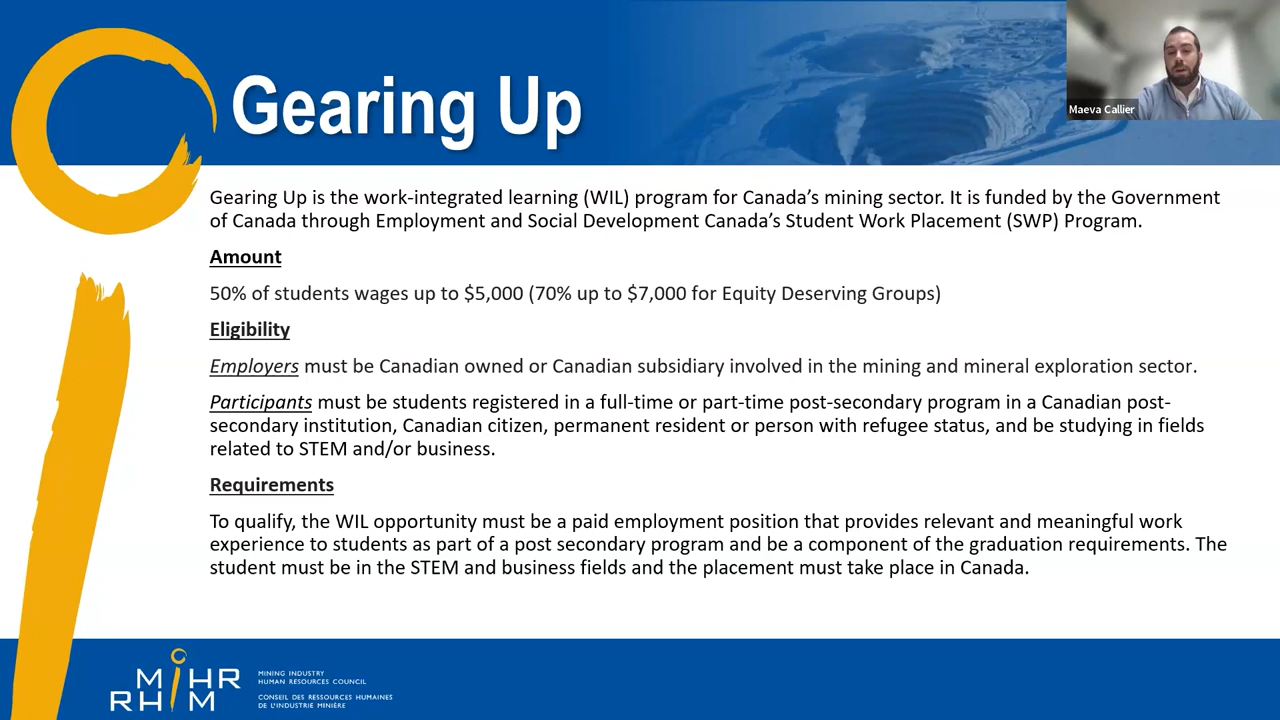 Gearing Up
Maeva Callier
Gearing Up is the work-integrated learning (WIL) program for Canada’s mining sector. It is funded by the Government
of Canada through Employment and Social Development Canada’s Student Work Placement (SWP) Program.
Amount
50% of students wages up to $5,000 (70% up to $7,000 for Equity Deserving Groups)
Eligibility
Employers must be Canadian owned or Canadian subsidiary involved in the mining and mineral exploration sector.
Participants must be students registered in a full-time or part-time post-secondary program in a Canadian post-
secondary institution, Canadian citizen, permanent resident or person with refugee status, and be studying in fields
related to STEM and/or business.
Requirements
To qualify, the WIL opportunity must be a paid employment position that provides relevant and meaningful work
experience to students as part of a post secondary program and be a component of the graduation requirements. The
student must be in the STEM and business fields and the placement must take place in Canada.
MiHR
RHiM
MINING INDUSTRY
HUMAN RESOURCES COUNCIL
CONSEIL DES RESSOURCES HUMAINES
DE L'INDUSTRIE MINIÈRE